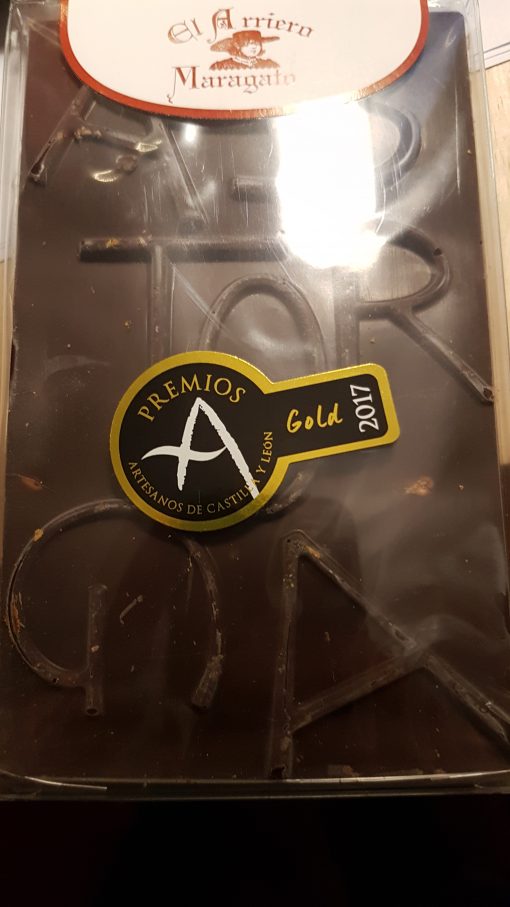 El Arriero
Maragato
AS
TOR
PREMIOS
A
ARTESANOS DE CASTILLA Y LEÓN
Gold
2017
GA